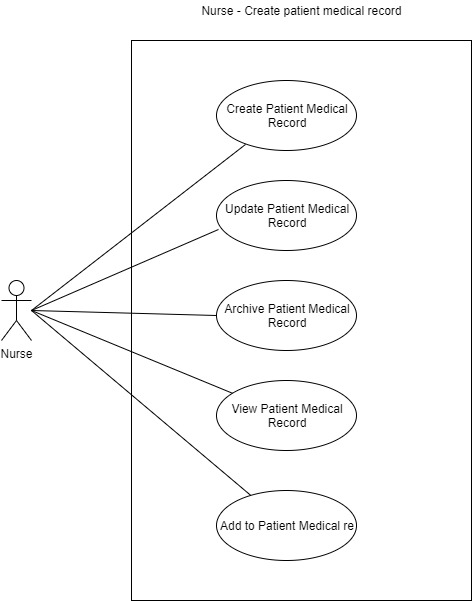 Nurse - Create patient medical record
Create Patient Medical
Record
Update Patient Medical
Record
Archive Patient Medical
Record
Nurse
View Patient Medical
Record
Add to Patient Medical re